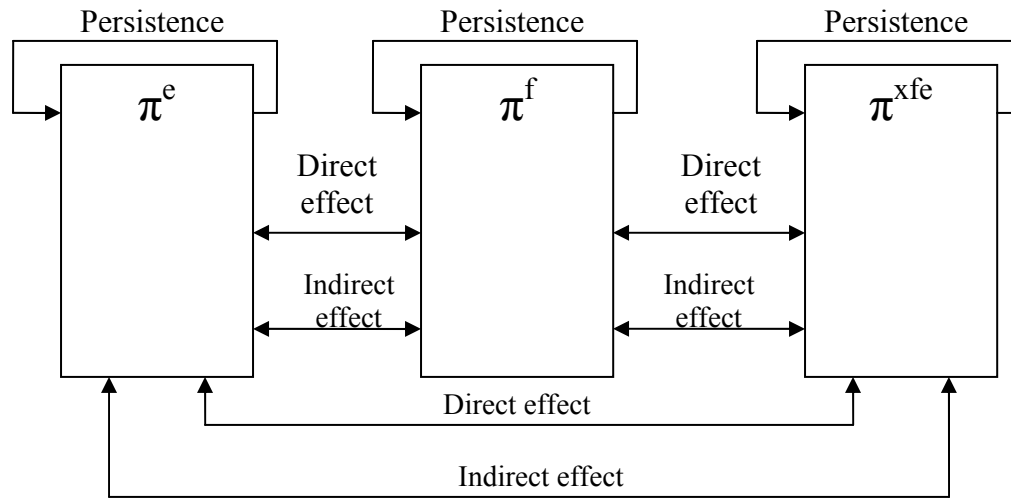 Persistence Persistence Persistence
π^e π^f π^xfe
Direct
effect
Direct
effect
Indirect
effect
Indirect
effect
Direct effect
Indirect effect